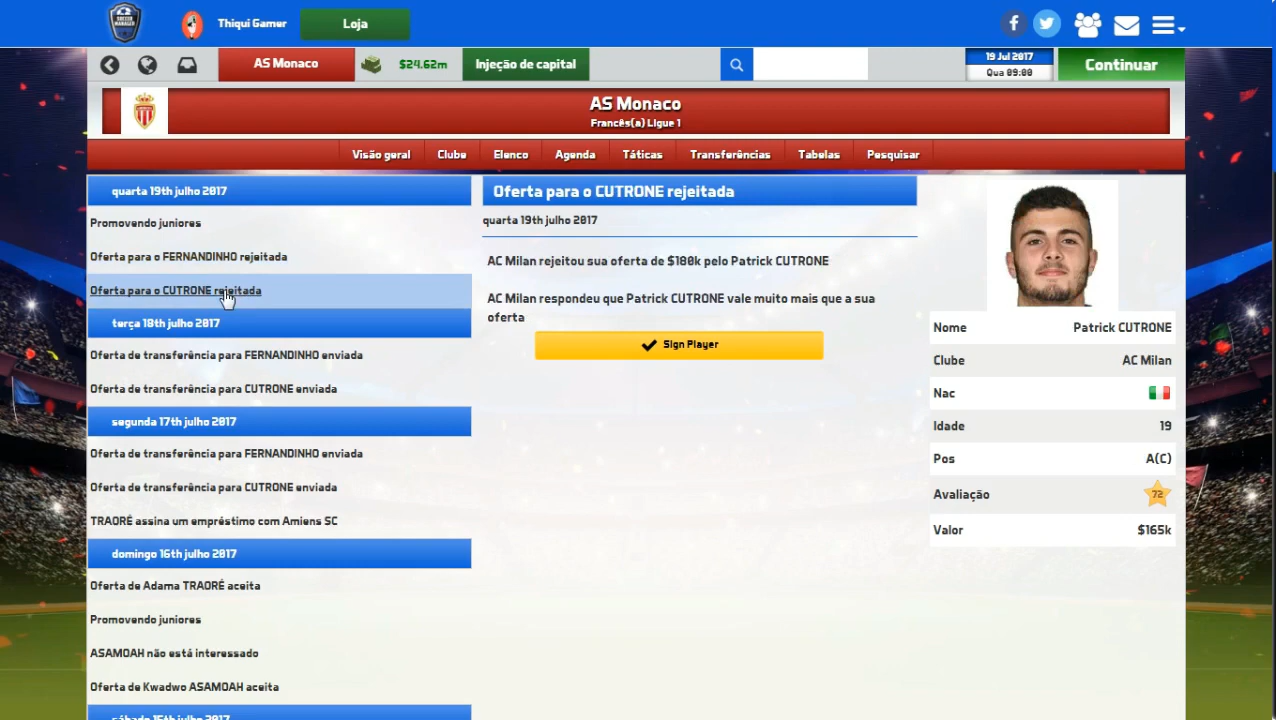 Thiqui Gamer
Loja
AS Monaco
$24.62m
Injeção de capital
19 Jul 2017
Qua 09:00
Continuar
AS Monaco
Francês(a) Ligue 1
Visão geral
Clube
Elenco
Agenda
Táticas
Transferências
Tabelas
Pesquisar
quarta 19th julho 2017
Promovendo juniores
Oferta para o FERNANDINHO rejeitada
Oferta para o CUTRONE rejeitada
terça 18th julho 2017
Oferta de transferência para FERNANDINHO enviada
Oferta de transferência para CUTRONE enviada
segunda 17th julho 2017
Oferta de transferência para FERNANDINHO enviada
Oferta de transferência para CUTRONE enviada
TRAORÉ assina um empréstimo com Amiens SC
domingo 16th julho 2017
Oferta de Adama TRAORÉ aceita
Promovendo juniores
ASAMOAH não está interessado
Oferta de Kwadwo ASAMOAH aceita
sábado 15th julho 2017
Oferta para o CUTRONE rejeitada
quarta 19th julho 2017
AC Milan rejeitou sua oferta de $180k pelo Patrick CUTRONE
AC Milan respondeu que Patrick CUTRONE vale muito mais que a sua
oferta
Sign Player
Nome Patrick CUTRONE
Clube AC Milan
Nac
Idade 19
Pos A(C)
Avaliação 72
Valor $165k